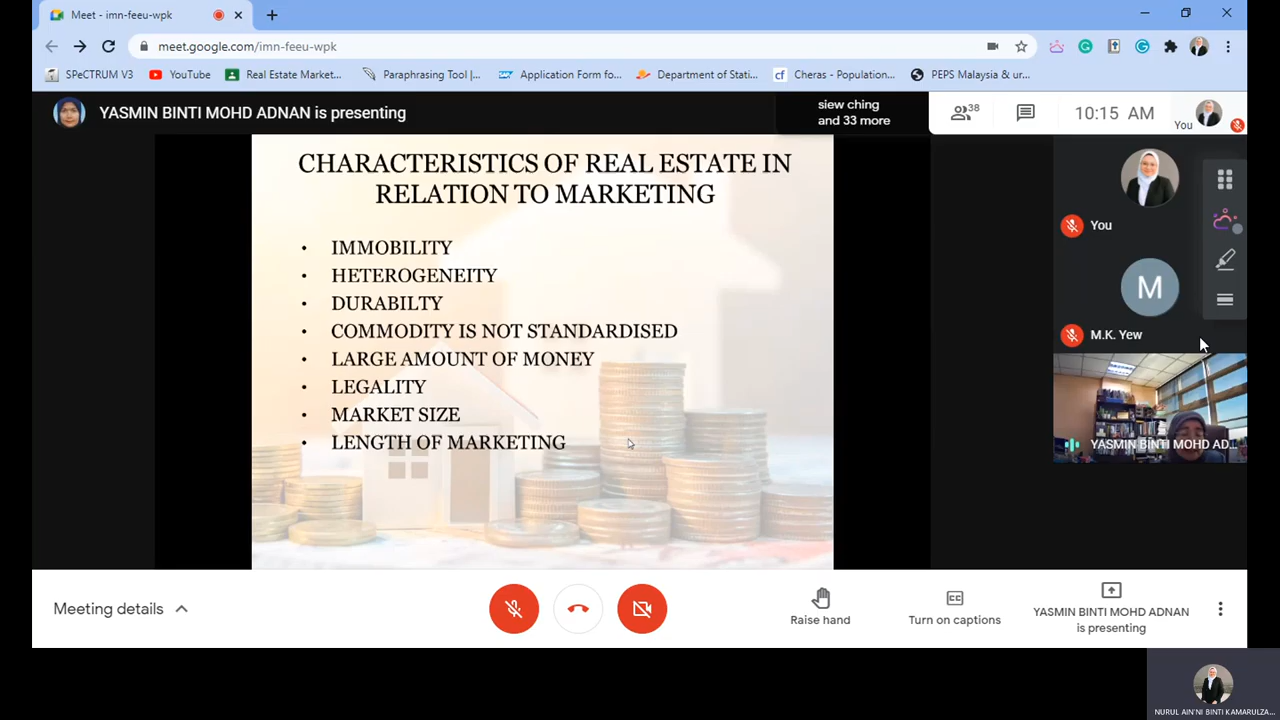 Meet - imn-feeu-wpk
meet.google.com/imn-feeu-wpk
SPeCTRUM V3
YouTube
Real Estate Market...
Paraphrasing Tool |...
Application Form fo...
Department of Stati...
cf
Cheras - Population...
PEPS Malaysia & ur...
YASMIN BINTI MOHD ADNAN is presenting
siew ching
and 33 more
38
10:15 AM
You
CHARACTERISTICS OF REAL ESTATE IN
RELATION TO MARKETING
• IMMOBILITY
• HETEROGENEITY
• DURABILTY
• COMMODITY IS NOT STANDARDISED
• LARGE AMOUNT OF MONEY
• LEGALITY
• MARKET SIZE
• LENGTH OF MARKETING
You
M
M.K. Yew
YASMIN BINTI MOHD AD...
Meeting details
Raise hand
CC
Turn on captions
YASMIN BINTI MOHD ADNAN
is presenting
NURUL AIN'NI BINTI KAMARULZA...